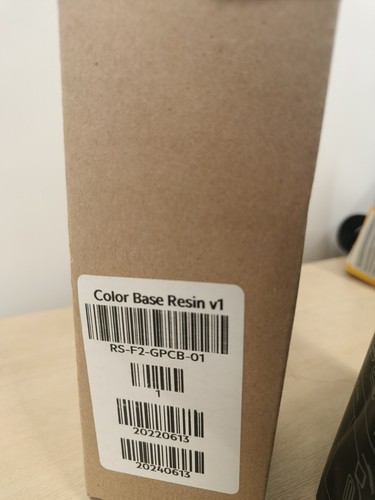 Color Base Resin v1
RS-F2-GPCB-01
1
20220613
20240613